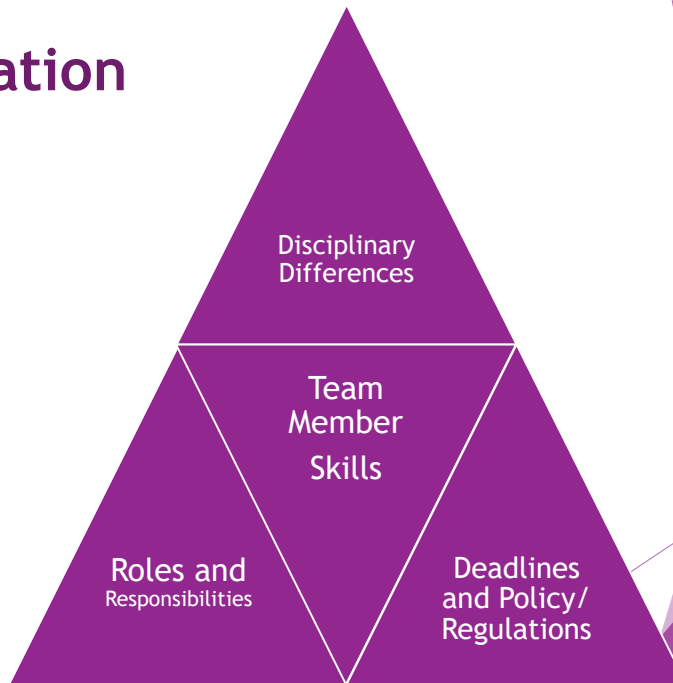 ation
Disciplinary
Differences
Team
Member
Skills
Roles and
Responsibilities
Deadlines
and Policy/
Regulations